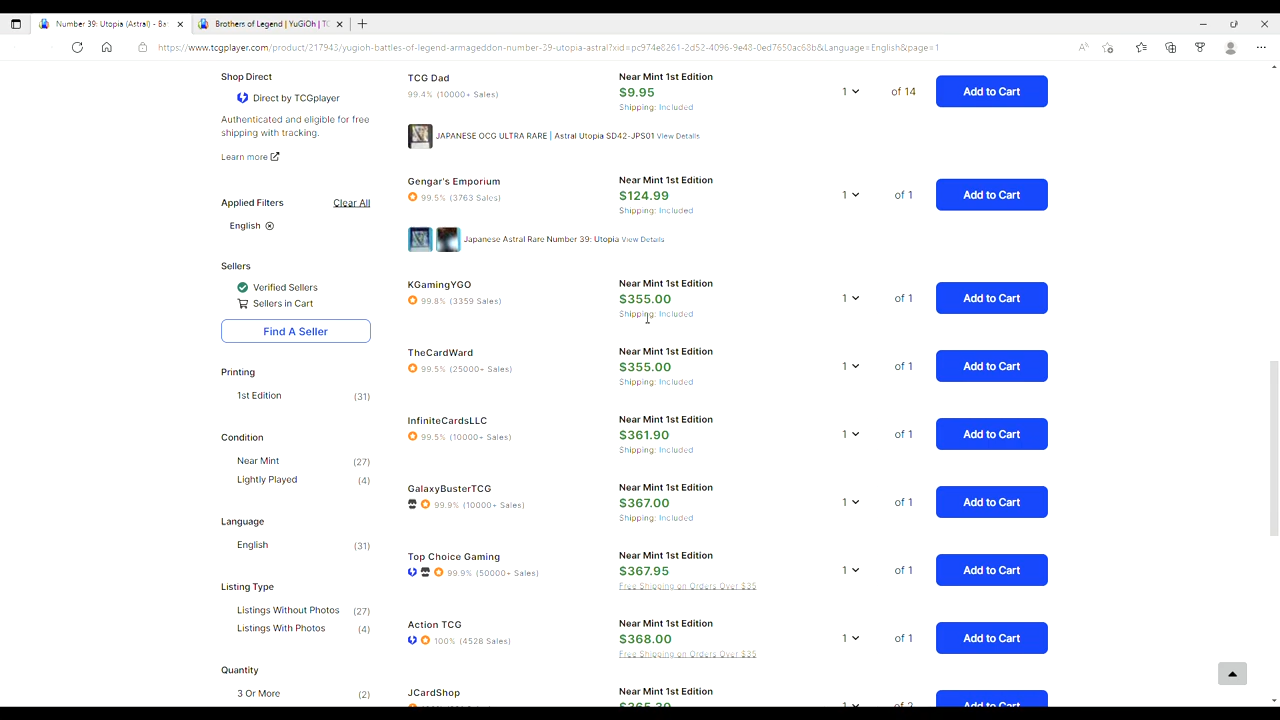 Number 39: Utopia (Astral) - Ba
Brothers of Legend | YuGiOh | TC
https://www.tcgplayer.com/product/217943/yugioh-battles-of-legend-armageddon-number-39-utopia-astral?xid=pc974e8261-2d52-4096-9e48-0ed7650ac68b&Language=English&page=1
Shop Direct
Direct by TCGplayer
Authenticated and eligible for free
shipping with tracking.
Learn more
Applied Filters Clear All
English
Sellers
Verified Sellers
Sellers in Cart
Find A Seller
Printing
1st Edition (31)
Condition
Near Mint (27)
Lightly Played (4)
Language
English (31)
Listing Type
Listings Without Photos (27)
Listings With Photos (4)
Quantity
3 Or More (2)
TCG Dad
99.4% (10000+ Sales)
Near Mint 1st Edition
$9.95
Shipping: Included
1 of 14
Add to Cart
JAPANESE OCG ULTRA RARE | Astral Utopia SD42-JPS01 View Details
Gengar's Emporium
99.5% (3763 Sales)
Near Mint 1st Edition
$124.99
Shipping: Included
1 of 1
Add to Cart
Japanese Astral Rare Number 39: Utopia View Details
KGamingYGO
99.8% (3359 Sales)
Near Mint 1st Edition
$355.00
Shipping: Included
1 of 1
Add to Cart
TheCardWard
99.5% (25000+ Sales)
Near Mint 1st Edition
$355.00
Shipping: Included
1 of 1
Add to Cart
InfiniteCardsLLC
99.5% (10000+ Sales)
Near Mint 1st Edition
$361.90
Shipping: Included
1 of 1
Add to Cart
GalaxyBusterTCG
99.9% (10000+ Sales)
Near Mint 1st Edition
$367.00
Shipping: Included
1 of 1
Add to Cart
Top Choice Gaming
99.9% (50000+ Sales)
Near Mint 1st Edition
$367.95
Free Shipping on Orders Over $35
1 of 1
Add to Cart
Action TCG
100% (4528 Sales)
Near Mint 1st Edition
$368.00
Free Shipping on Orders Over $35
1 of 1
Add to Cart
JCardShop
Near Mint 1st Edition
1 of 2
Add to Cart